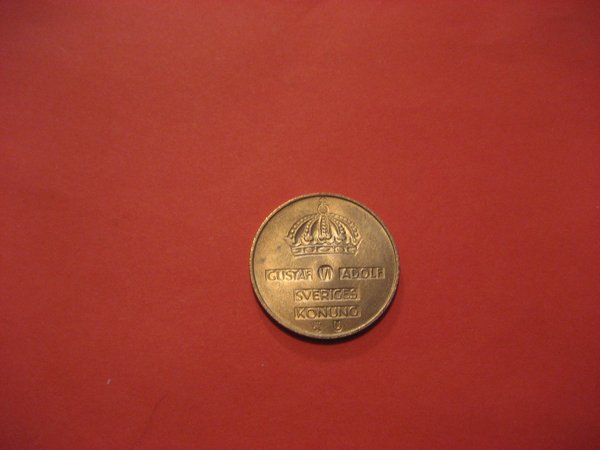 GUSTAF VI ADOLF
SVERIGES
KONUNG
U